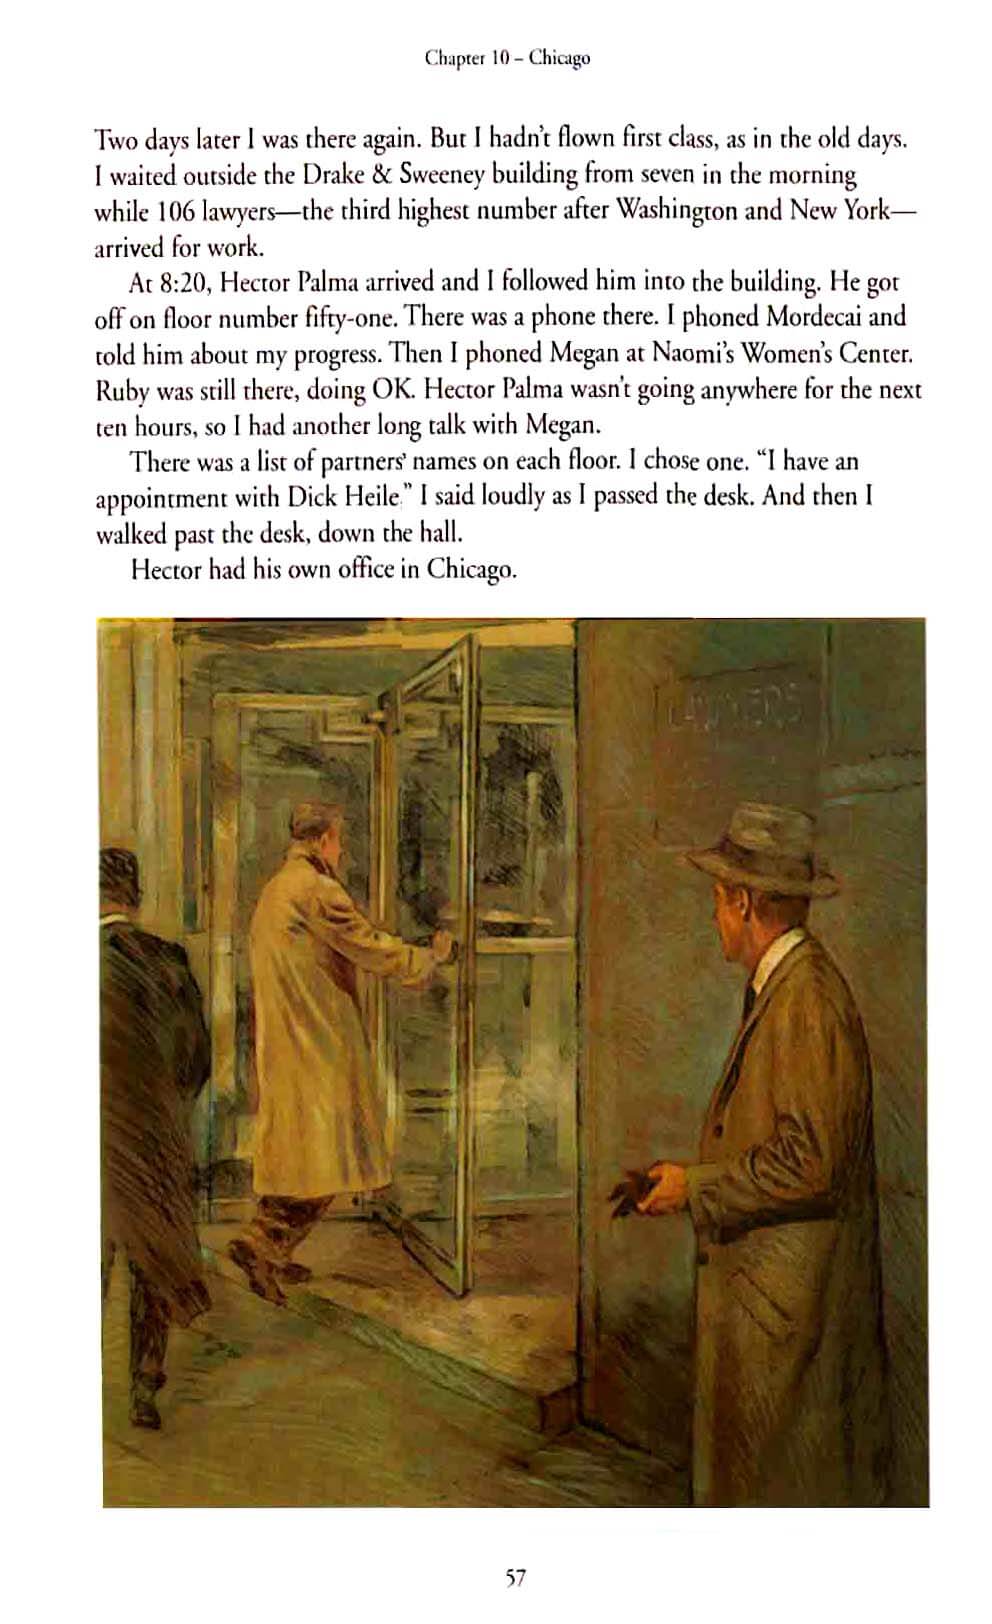 Chapter 10 – Chicago
Two days later I was there again. But I hadn't flown first class, as in the old days.
I waited outside the Drake & Sweeney building from seven in the morning
while 106 lawyers—the third highest number after Washington and New York—
arrived for work.
At 8:20, Hector Palma arrived and I followed him into the building. He got
off on floor number fifty-one. There was a phone there. I phoned Mordecai and
told him about my progress. Then I phoned Megan at Naomi's Women's Center.
Ruby was still there, doing OK. Hector Palma wasn't going anywhere for the next
ten hours, so I had another long talk with Megan.
There was a list of partners' names on each floor. I chose one. “I have an
appointment with Dick Heile.” I said loudly as I passed the desk. And then I
walked past the desk, down the hall.
Hector had his own office in Chicago.
LAWYERS
57